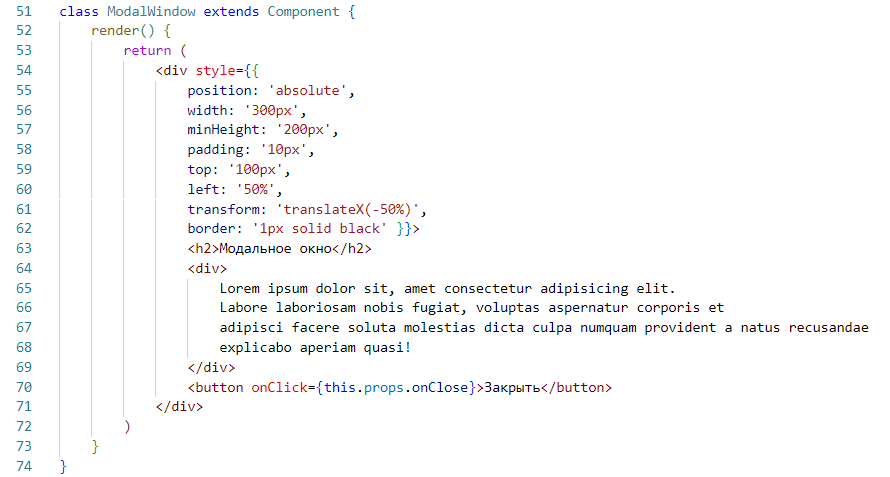 51 class ModalWindow extends Component {
52     render() {
53         return (
54             <div style={{
55                 position: 'absolute',
56                 width: '300px',
57                 minHeight: '200px',
58                 padding: '10px',
59                 top: '100px',
60                 left: '50%',
61                 transform: 'translateX(-50%)',
62                 border: '1px solid black' }}>
63                 <h2>Модальное окно</h2>
64                 <div>
65                     Lorem ipsum dolor sit, amet consectetur adipisicing elit.
66                     Labore laboriosam nobis fugiat, voluptas aspernatur corporis et
67                     adipisci facere soluta molestias dicta culpa numquam provident a natus recusandae
68                     explicabo aperiam quasi!
69                 </div>
70                 <button onClick={this.props.onClose}>Закрыть</button>
71             </div>
72         )
73     }
74 }